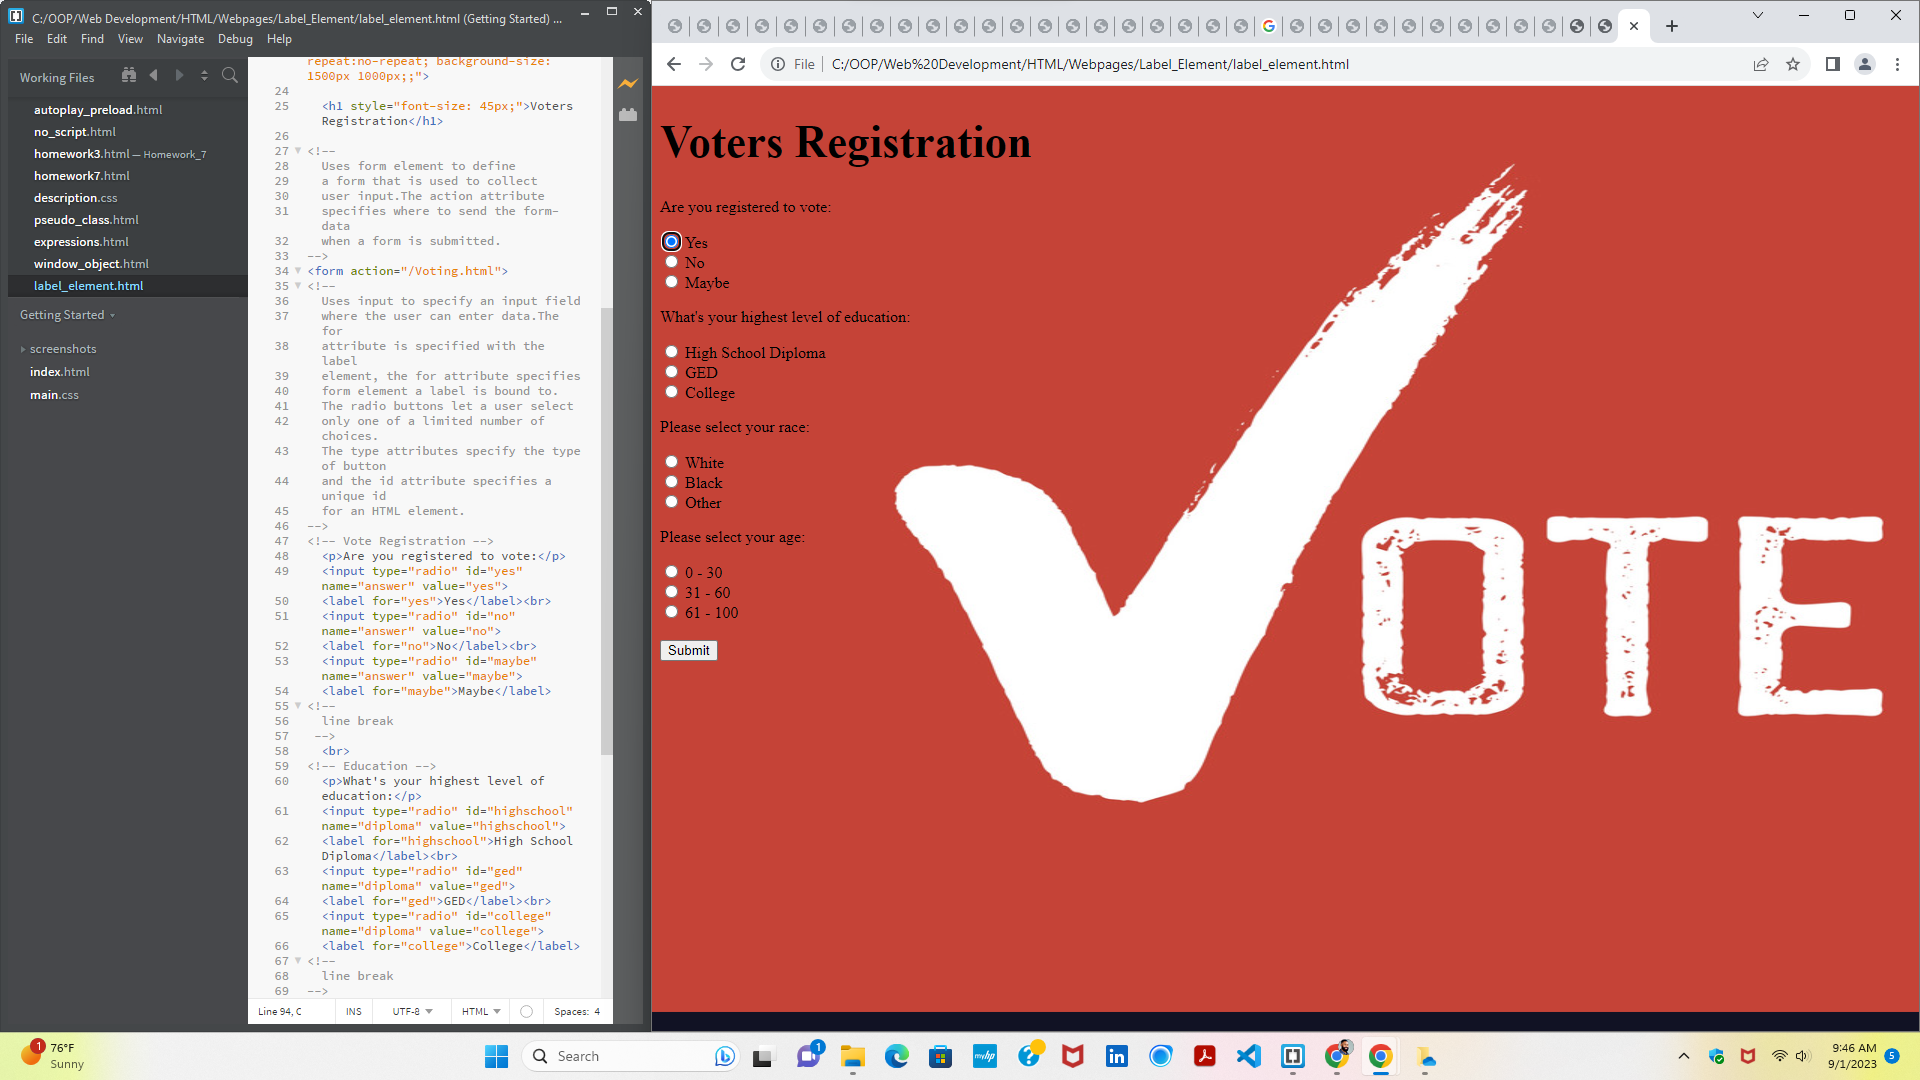 C:/OOP/Web Development/HTML/Webpages/Label_Element/label_element.html (Getting Started) ...
File Edit Find View Navigate Debug Help
Working Files
autoplay_preload.html
no_script.html
homework3.html — Homework_7
homework7.html
description.css
pseudo_class.html
expressions.html
window_object.html
label_element.html
Getting Started
screenshots
index.html
main.css
repeat:no-repeat; background-size:
1500px 1000px;;">
24
25 <h1 style="font-size: 45px;">Voters
Registration</h1>
26
27 <!--
28 Uses form element to define
29 a form that is used to collect
30 user input.The action attribute
31 specifies where to send the form-
data
32 when a form is submitted.
33 -->
34 <form action="/Voting.html">
35 <!--
36 Uses input to specify an input field
37 where the user can enter data.The
for
38 attribute is specified with the
label
39 element, the for attribute specifies
40 form element a label is bound to.
41 The radio buttons let a user select
42 only one of a limited number of
choices.
43 The type attributes specify the type
of button
44 and the id attribute specifies a
unique id
45 for an HTML element.
46 -->
47 <!-- Vote Registration -->
48 <p>Are you registered to vote:</p>
49 <input type="radio" id="yes"
name="answer" value="yes">
50 <label for="yes">Yes</label><br>
51 <input type="radio" id="no"
name="answer" value="no">
52 <label for="no">No</label><br>
53 <input type="radio" id="maybe"
name="answer" value="maybe">
54 <label for="maybe">Maybe</label>
55 <!--
56 line break
57 -->
58 <br>
59 <!-- Education -->
60 <p>What's your highest level of
education:</p>
61 <input type="radio" id="highschool"
name="diploma" value="highschool">
62 <label for="highschool">High School
Diploma</label><br>
63 <input type="radio" id="ged"
name="diploma" value="ged">
64 <label for="ged">GED</label><br>
65 <input type="radio" id="college"
name="diploma" value="college">
66 <label for="college">College</label>
67 <!--
68 line break
69 -->
Line 94, C INS UTF-8 HTML Spaces: 4
File C:/OOP/Web%20Development/HTML/Webpages/Label_Element/label_element.html
Voters Registration
Are you registered to vote:
Yes
No
Maybe
What's your highest level of education:
High School Diploma
GED
College
Please select your race:
White
Black
Other
Please select your age:
0 - 30
31 - 60
61 - 100
Submit
VOTE
1 76°F
Sunny
Search
1
myhp
9:46 AM
9/1/2023
5